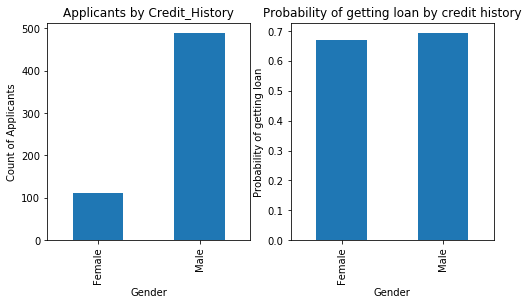 Applicants by Credit_History
Count of Applicants
500
400
300
200
100
0
Female
Male
Gender
Probability of getting loan by credit history
Probability of getting loan
0.7
0.6
0.5
0.4
0.3
0.2
0.1
0.0
Female
Male
Gender